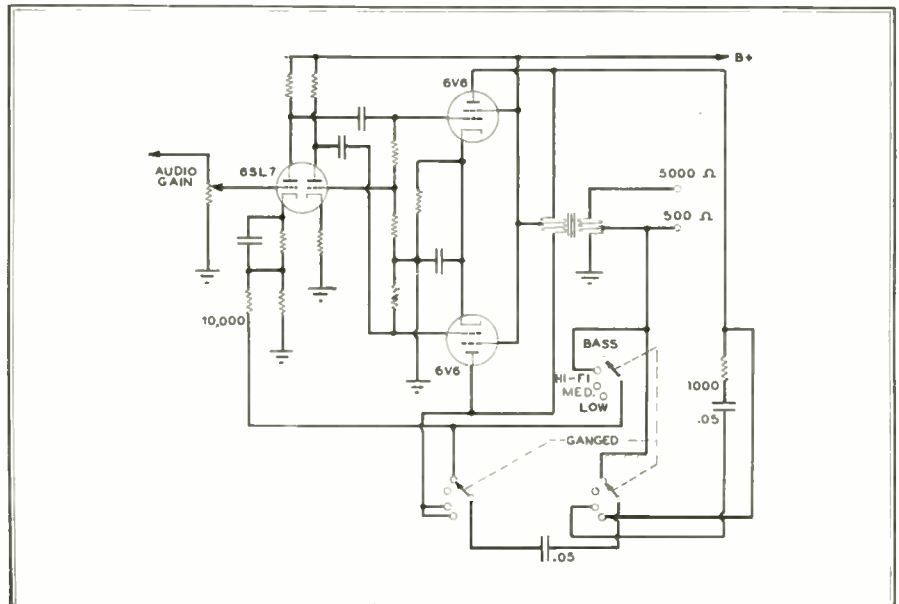 B+
6V6
AUDIO
GAIN
6SL7
5000 Ω
500 Ω
10,000
6V6
BASS
HI-FI
MED.
LOW
1000
.05
GANGED
.05